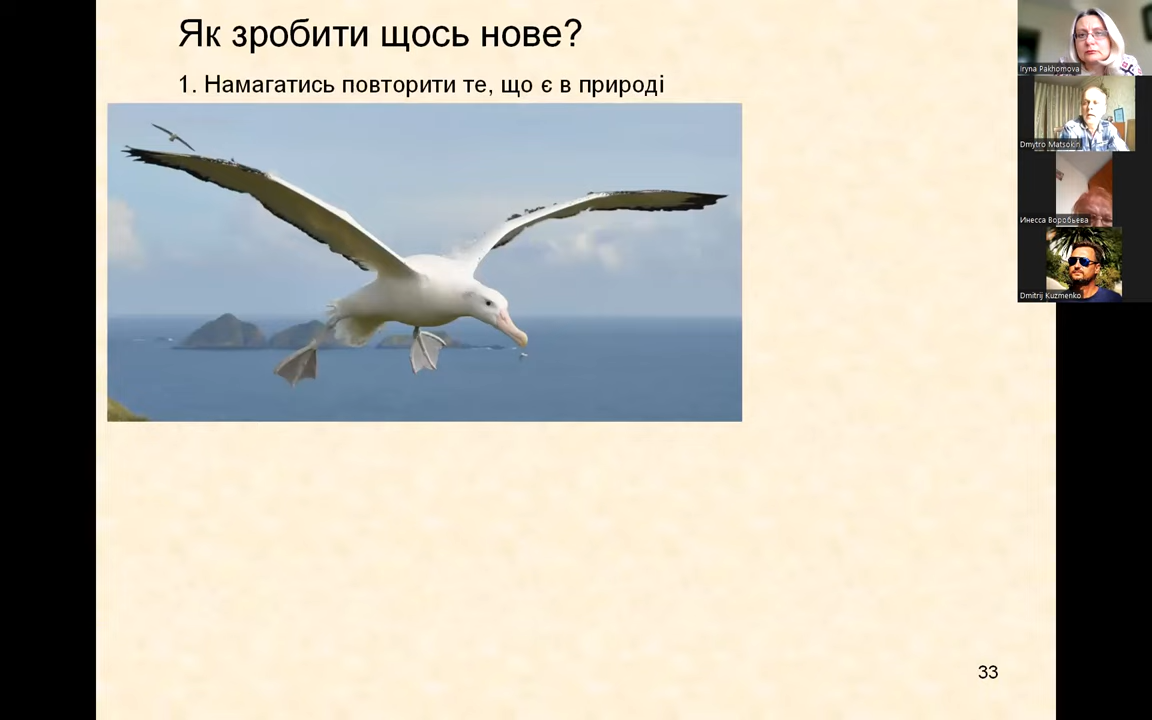 Як зробити щось нове?
1. Намагатись повторити те, що є в природі
Iryna Pakhomova
Dmytro Matsokin
Инесса Воробьева
Dmitrij Kuzmenko
33